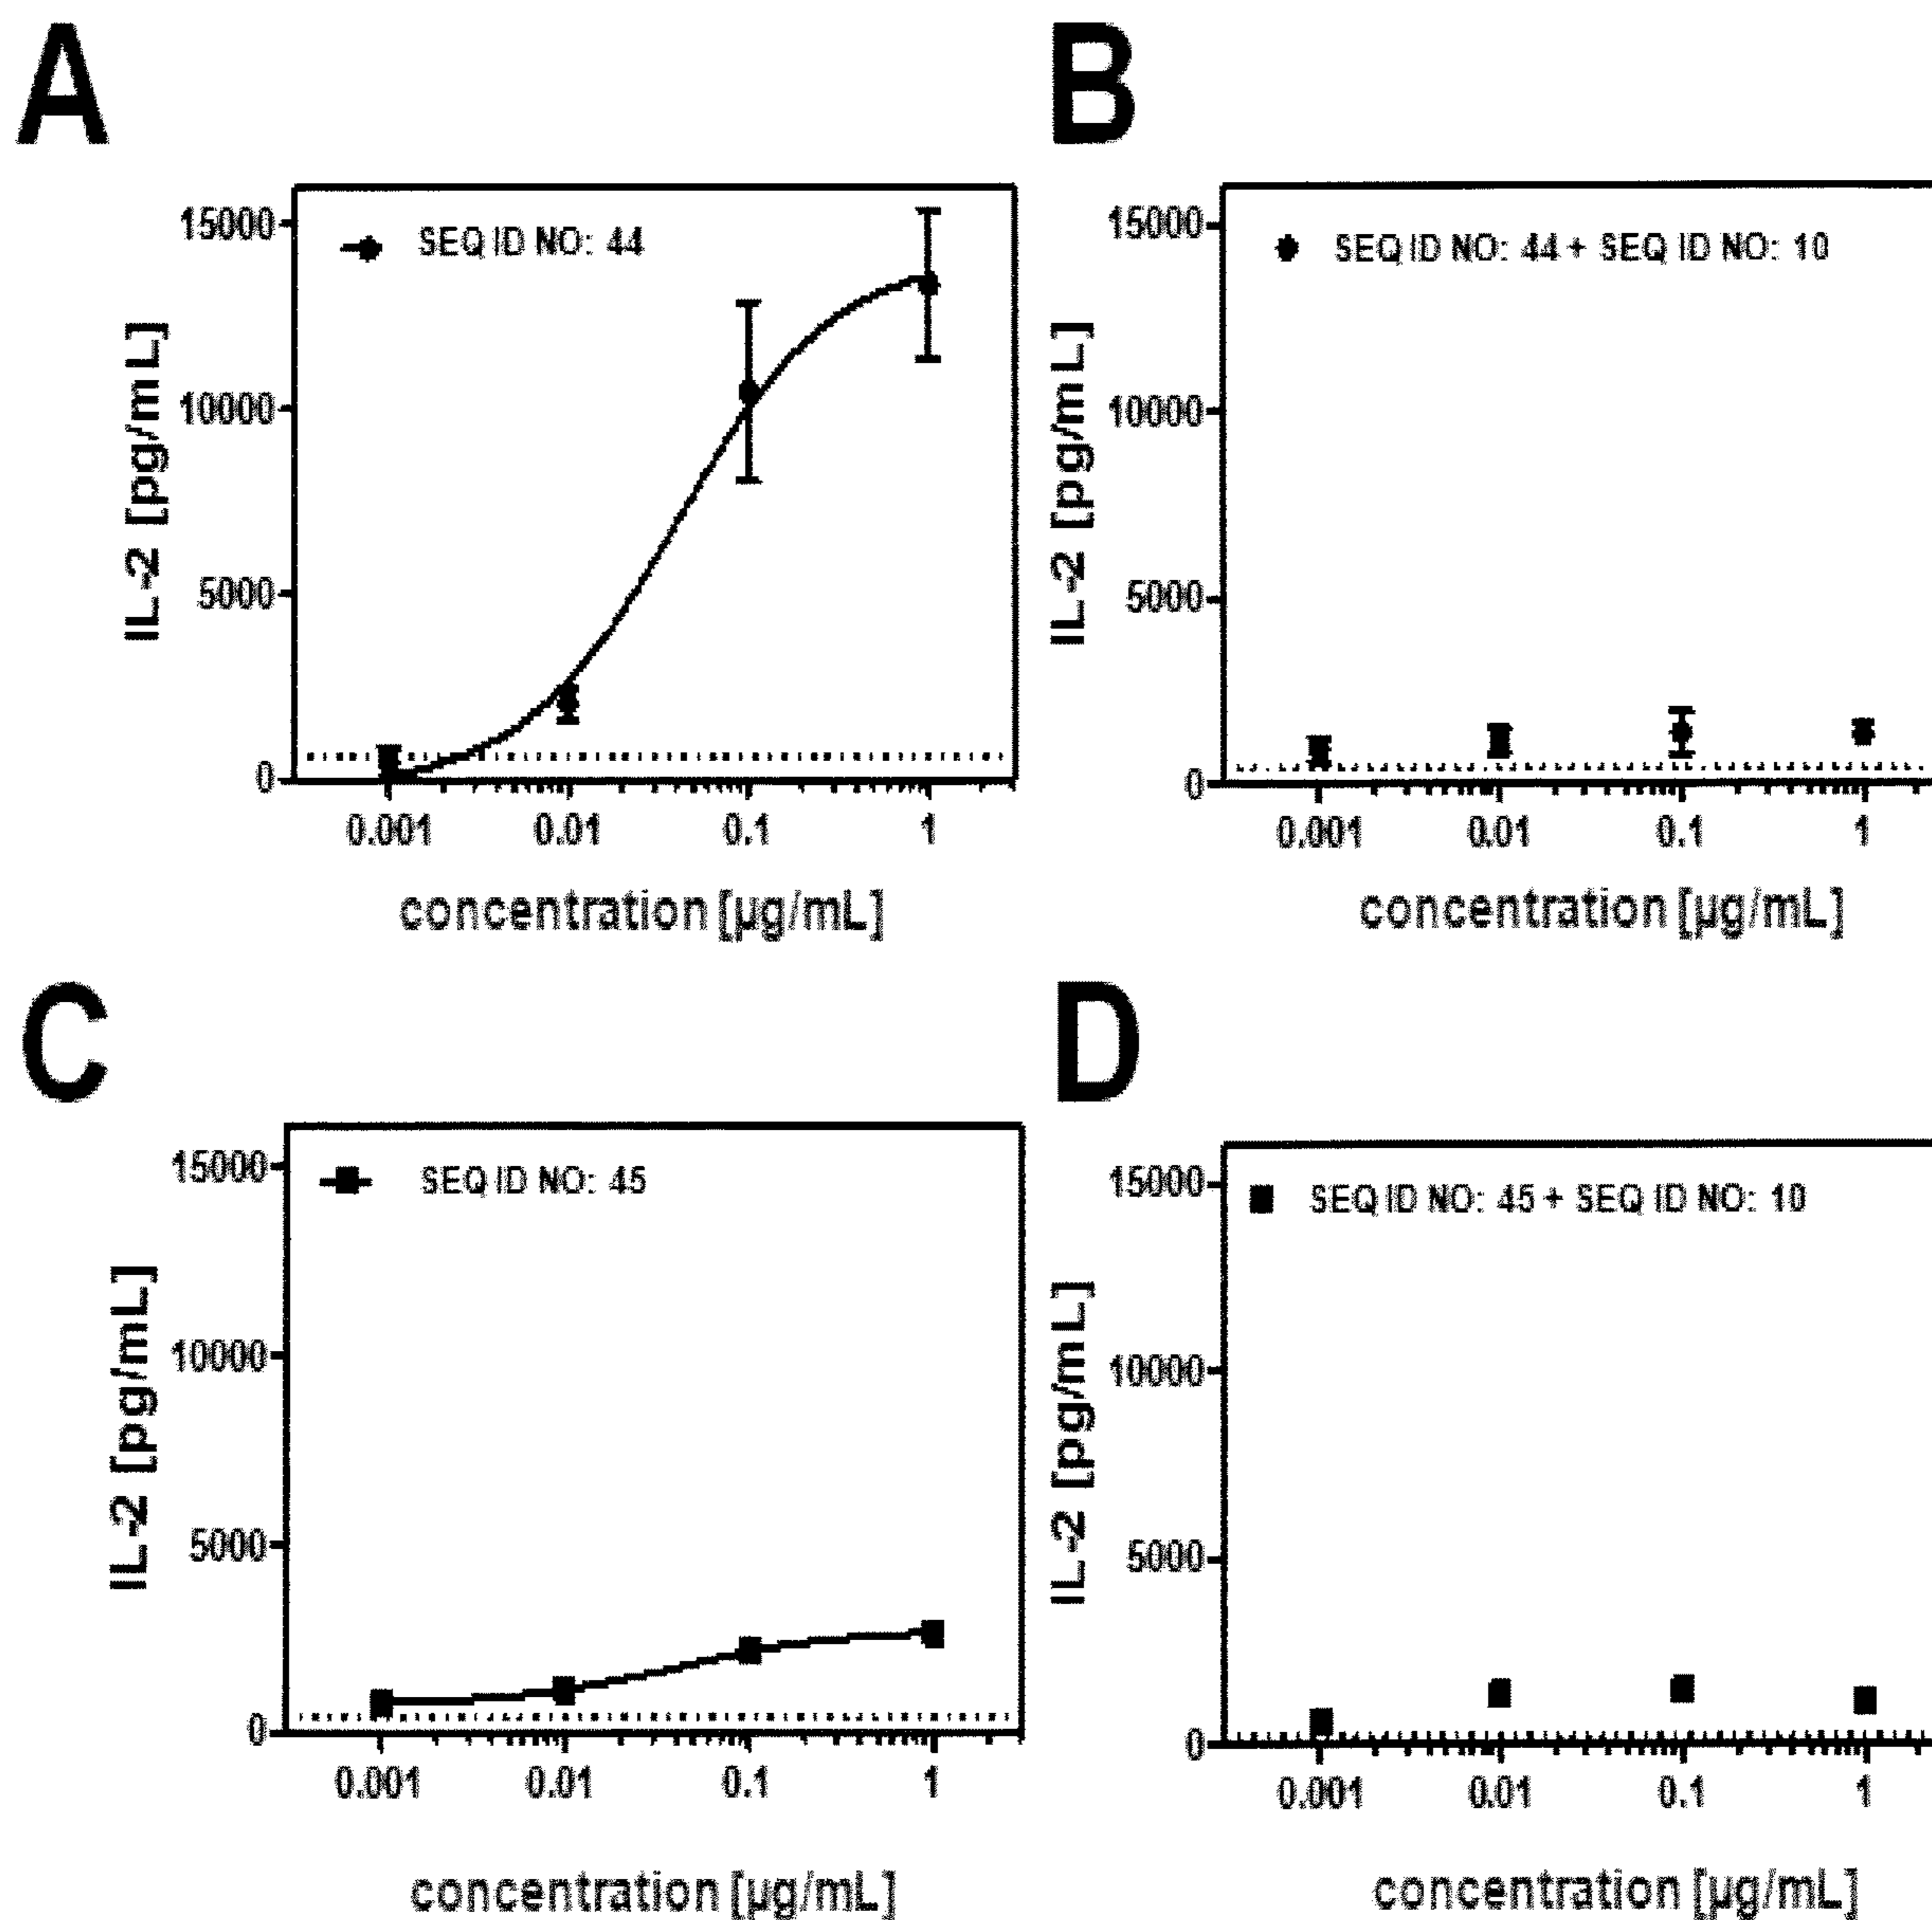 A
B
15000
10000
5000
0
IL-2 [pg/mL]
SEQ ID NO: 44
0.001 0.01 0.1 1
concentration [µg/mL]
15000
10000
5000
0
IL-2 [pg/mL]
SEQ ID NO: 44 + SEQ ID NO: 10
0.001 0.01 0.1 1
concentration [µg/mL]
C
D
15000
10000
5000
0
IL-2 [pg/mL]
SEQ ID NO: 45
0.001 0.01 0.1 1
concentration [µg/mL]
15000
10000
5000
0
IL-2 [pg/mL]
SEQ ID NO: 45 + SEQ ID NO: 10
0.001 0.01 0.1 1
concentration [µg/mL]